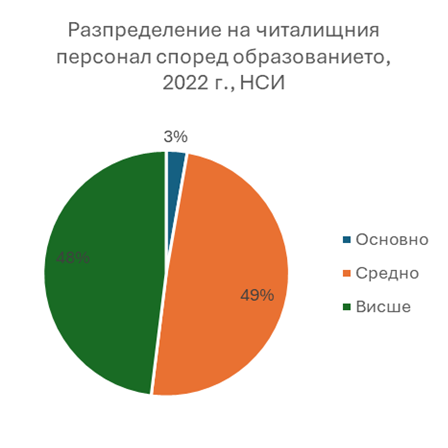 Разпределение на читалищния
персонал според образованието,
2022 г., НСИ
3%
48%
49%
Основно
Средно
Висше